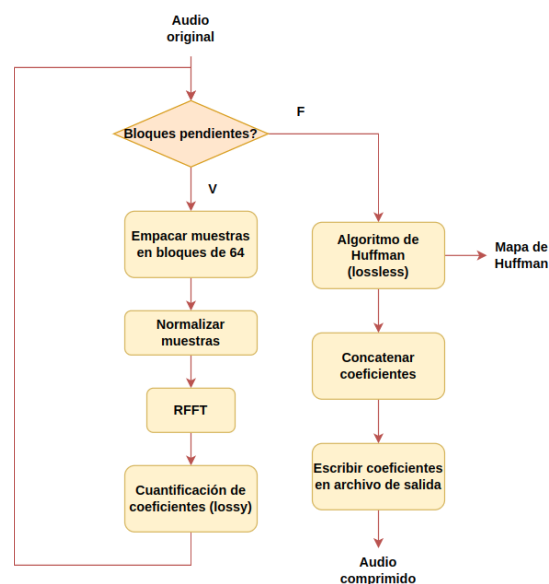 Audio
original
Bloques pendientes?
F
V
Empacar muestras
en bloques de 64
Normalizar
muestras
RFFT
Cuantificación de
coeficientes (lossy)
Algoritmo de
Huffman
(lossless)
Mapa de
Huffman
Concatenar
coeficientes
Escribir coeficientes
en archivo de salida
Audio
comprimido